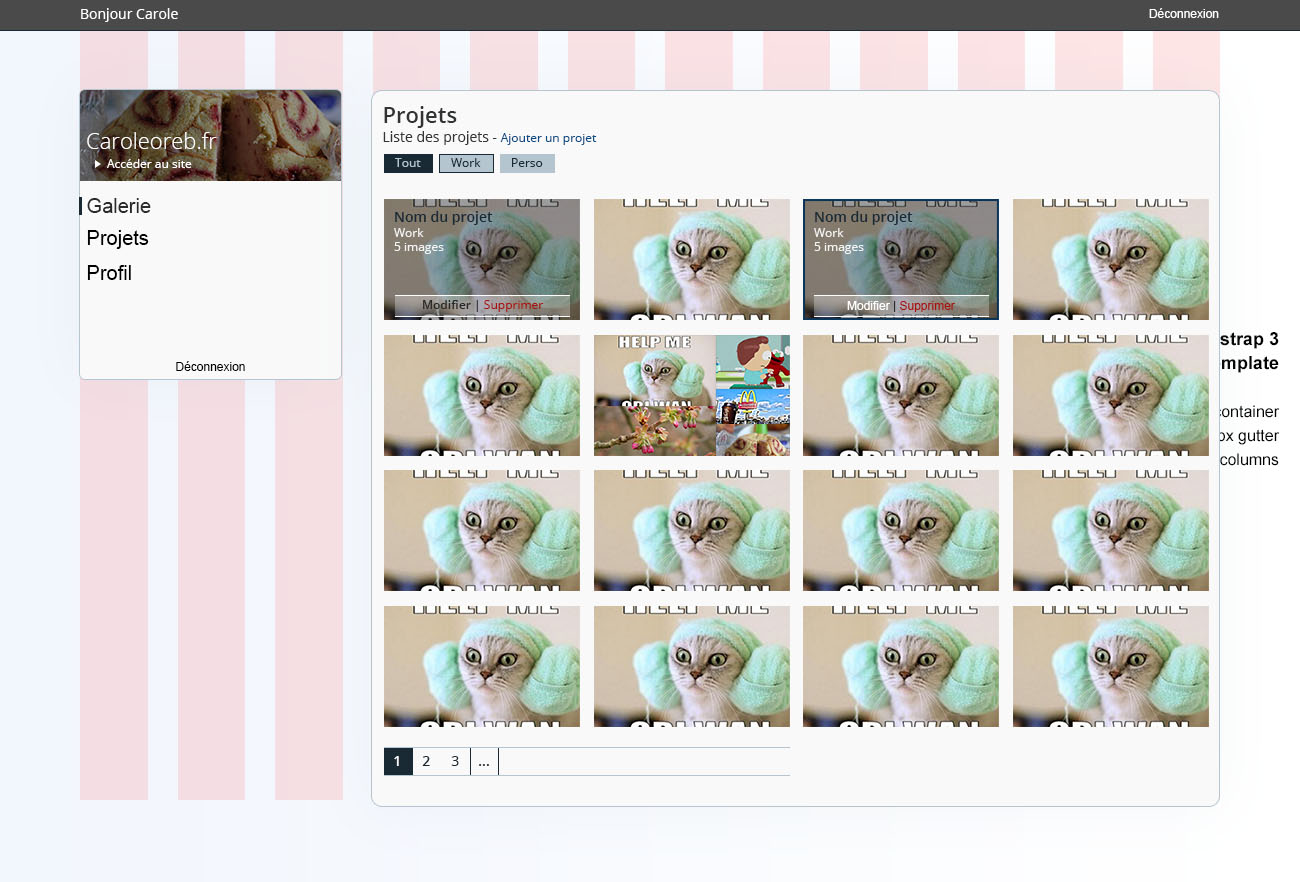 Bonjour Carole
Déconnexion
Caroleoreb.fr
Accéder au site
Galerie
Projets
Profil
Déconnexion
Projets
Liste des projets - Ajouter un projet
Tout
Work
Perso
Nom du projet
Work
5 images
Modifier | Supprimer
Nom du projet
Work
5 images
Modifier | Supprimer
HELP ME
1
2
3
...
strap 3
mplate
ontainer
ox gutter
columns